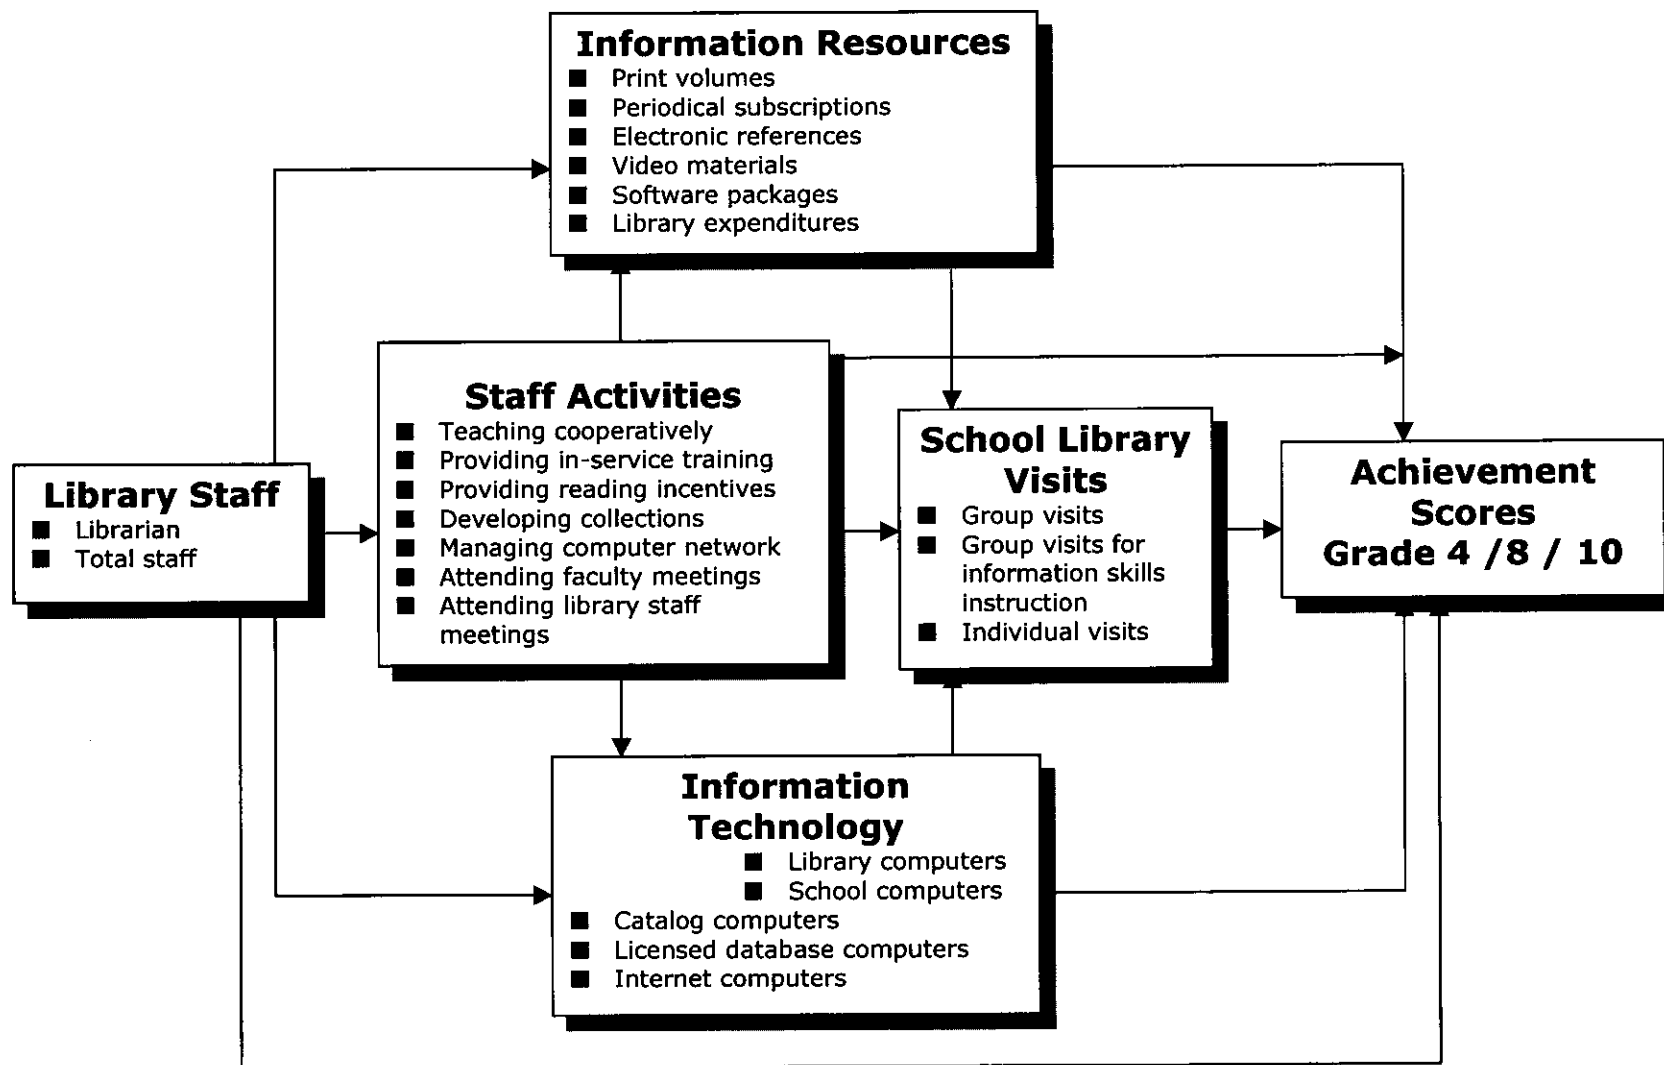 Information Resources
■ Print volumes
■ Periodical subscriptions
■ Electronic references
■ Video materials
■ Software packages
■ Library expenditures
Staff Activities
■ Teaching cooperatively
■ Providing in-service training
■ Providing reading incentives
■ Developing collections
■ Managing computer network
■ Attending faculty meetings
■ Attending library staff
meetings
Library Staff
■ Librarian
■ Total staff
School Library
Visits
■ Group visits
■ Group visits for
information skills
instruction
■ Individual visits
Achievement
Scores
Grade 4 /8 / 10
Information
Technology
■ Library computers
■ School computers
■ Catalog computers
■ Licensed database computers
■ Internet computers